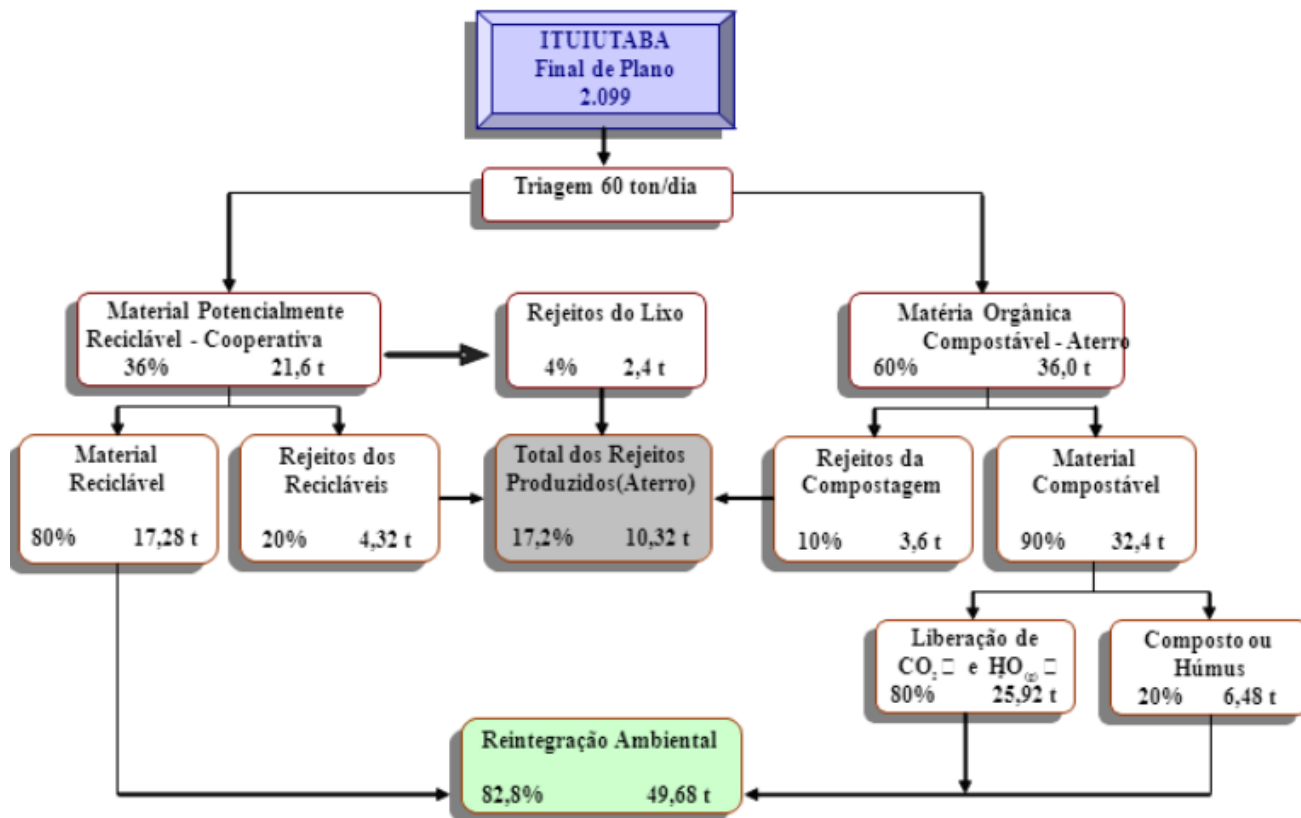 ITUIUTABA
Final de Plano
2.099
Triagem 60 ton/dia
Material Potencialmente
Reciclável - Cooperativa
36% 21,6 t
Rejeitos do Lixo
4% 2,4 t
Matéria Orgânica
Compostável - Aterro
60% 36,0 t
Material
Reciclável
80% 17,28 t
Rejeitos dos
Recicláveis
20% 4,32 t
Total dos Rejeitos
Produzidos(Aterro)
17,2% 10,32 t
Rejeitos da
Compostagem
10% 3,6 t
Material
Compostável
90% 32,4 t
Liberação de
CO₂ □ e H₂O₍g₎ □
80% 25,92 t
Composto ou
Húmus
20% 6,48 t
Reintegração Ambiental
82,8% 49,68 t